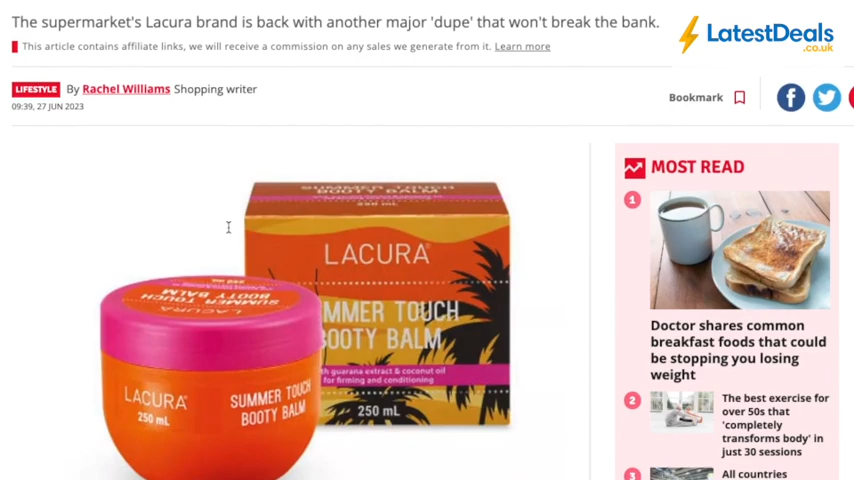 The supermarket's Lacura brand is back with another major 'dupe' that won't break the bank.
This article contains affiliate links, we will receive a commission on any sales we generate from it. Learn more
LatestDeals
.co.uk
LIFESTYLE By Rachel Williams Shopping writer
09:39, 27 JUN 2023
Bookmark
MOST READ
1
Doctor shares common
breakfast foods that could
be stopping you losing
weight
2
The best exercise for
over 50s that
'completely
transforms body' in
just 30 sessions
3
All countries
SUMMER TOUCH
BOOTY BALM
250 mL
LACURA
MMER TOUCH
BOOTY BALM
h guarana extract & coconut oil
for firming and conditioning
250 mL
SUMMER TOUCH
BOOTY BALM
LACURA
LACURA
250 mL
SUMMER TOUCH
BOOTY BALM